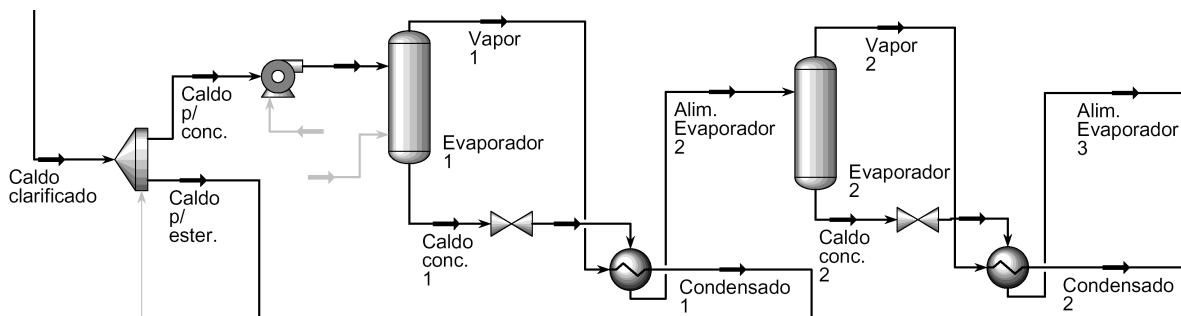 Caldo
clarificado
Caldo
p/
conc.
Caldo
p/
ester.
Vapor
1
Evaporador
1
Caldo
conc.
1
Alim.
Evaporador
2
Condensado
1
Vapor
2
Evaporador
2
Caldo
conc.
2
Alim.
Evaporador
3
Condensado
2